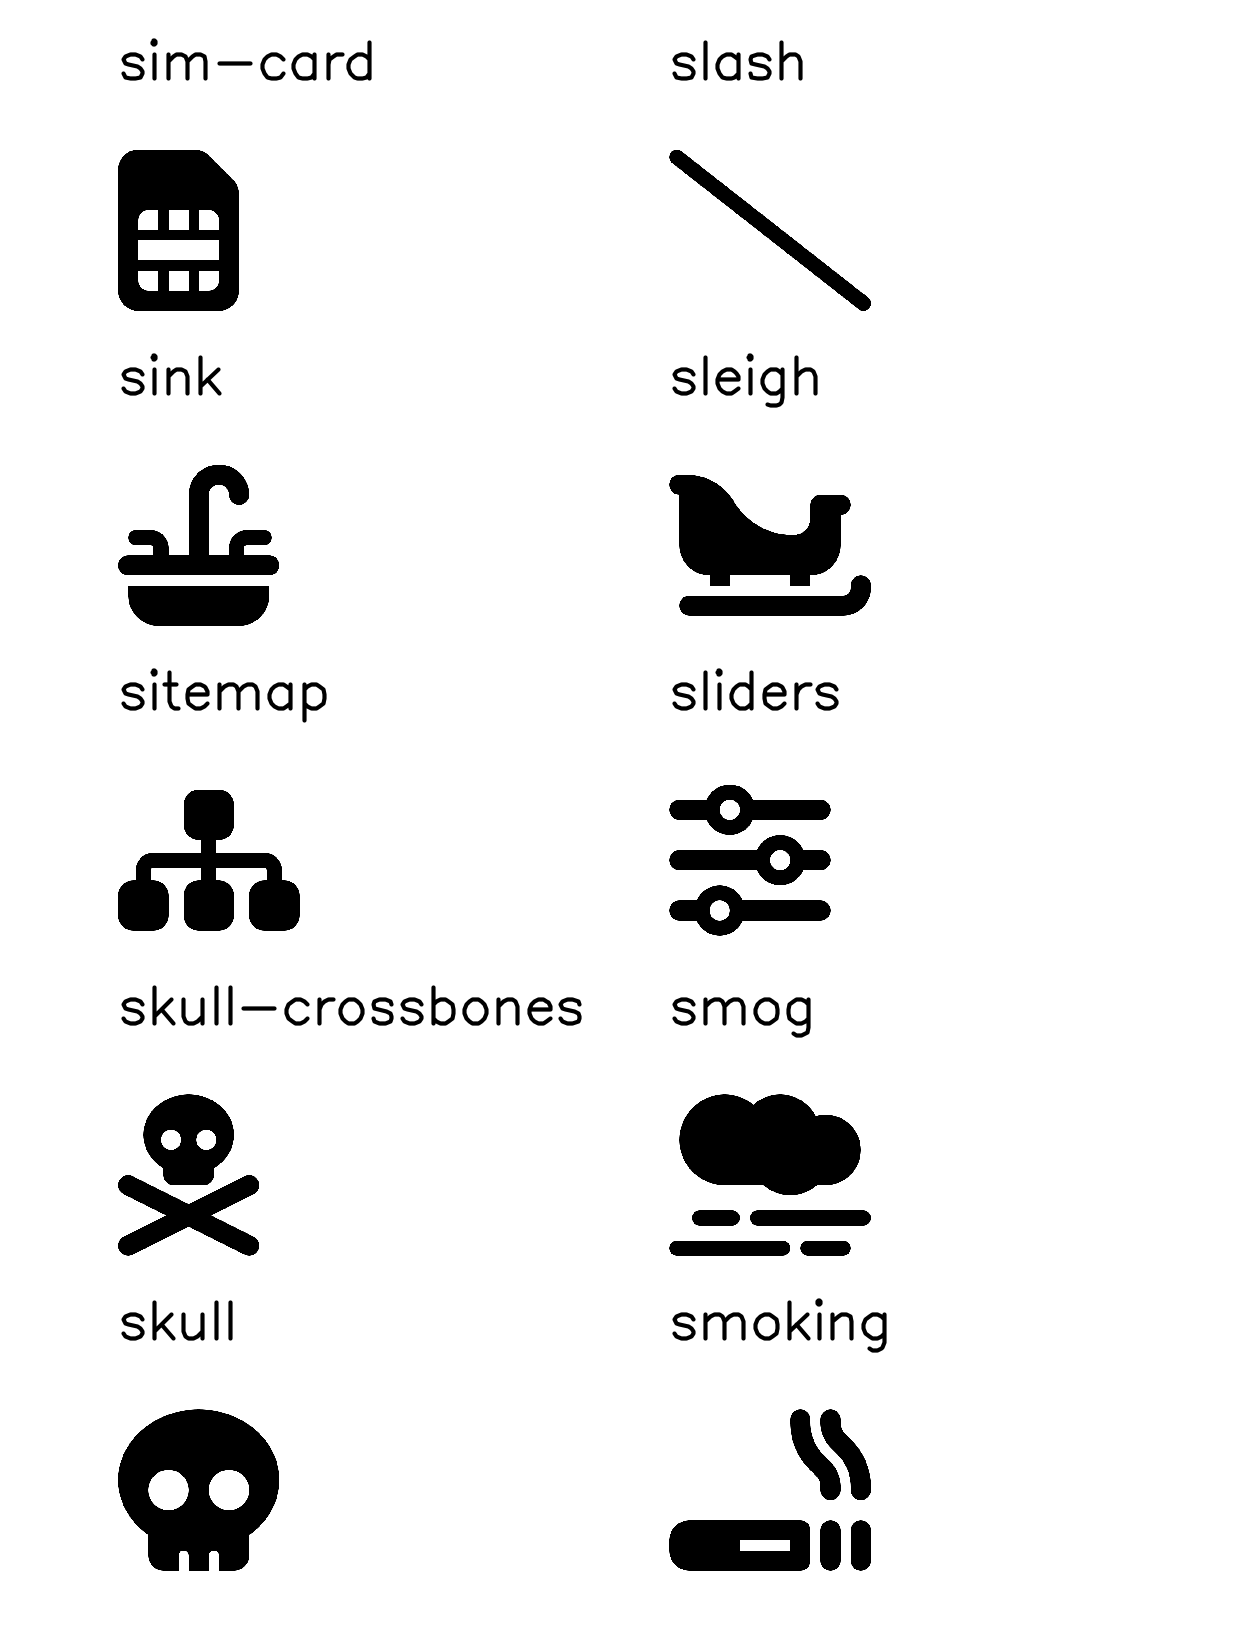 sim-card
slash
sink
sleigh
sitemap
sliders
skull-crossbones
smog
skull
smoking